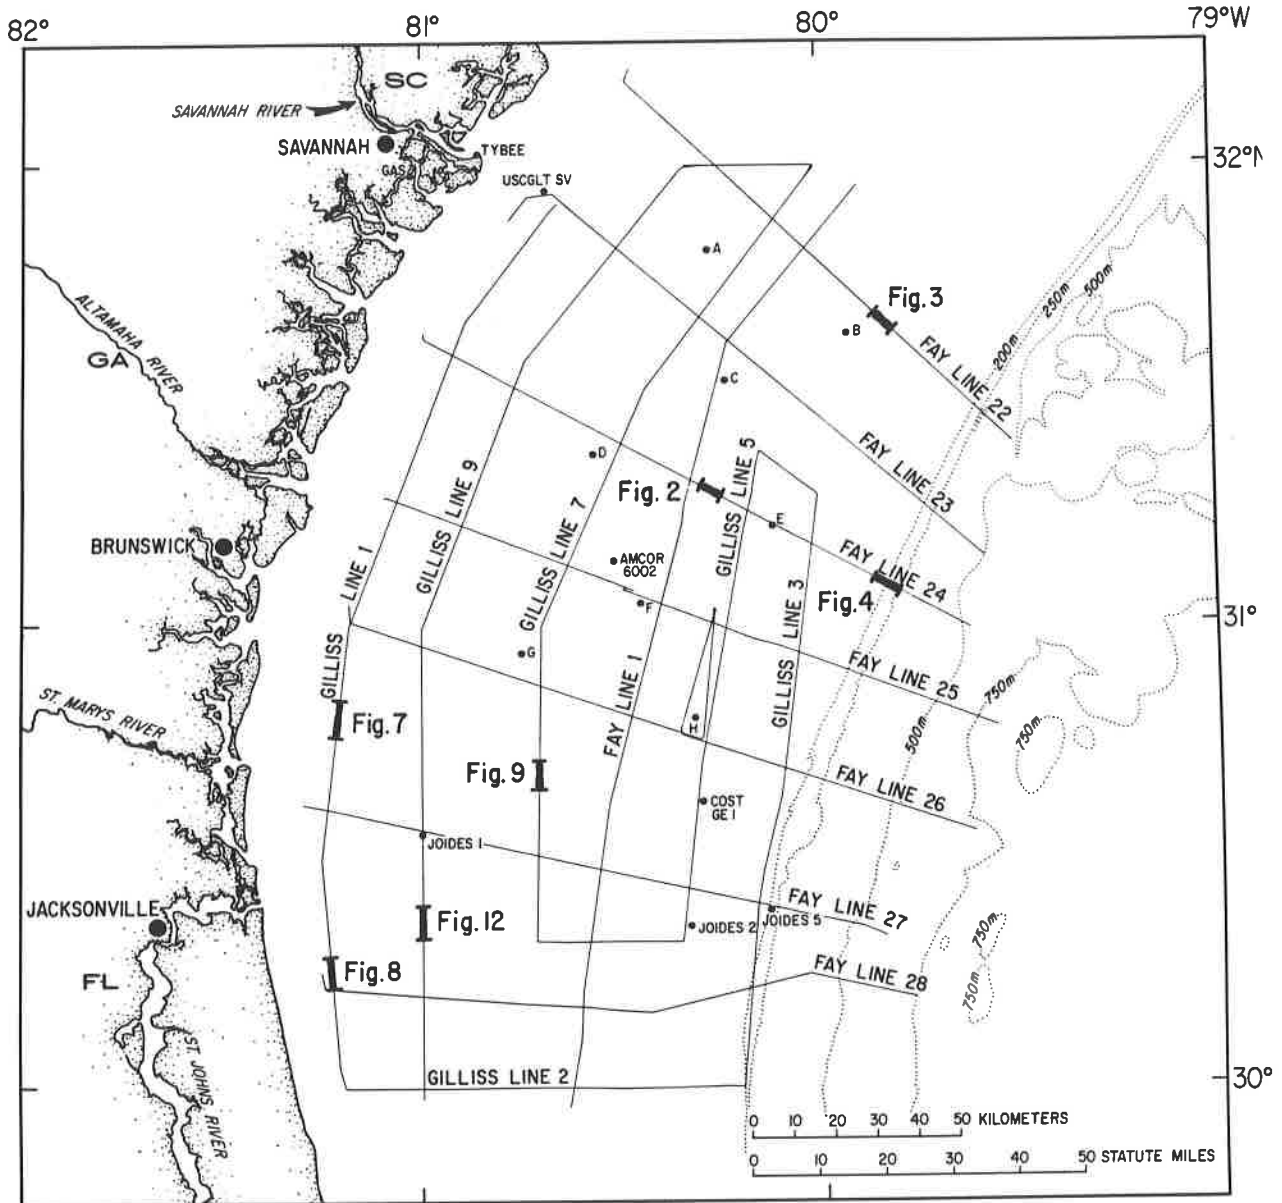 82°
81°
80°
79°W
SC
SAVANNAH RIVER
SAVANNAH
TYBEE
GAS
32°N
USCGLT SV
A
Fig. 3
B
250m
500m
200m
ALTAMAHA RIVER
GA
FAY LINE 22
C
D
GILLISS LINE 9
GILLISS LINE 7
Fig. 2
GILLISS LINE 5
FAY LINE 23
E
BRUNSWICK
AMCOR
6002
GILLISS LINE 1
FAY LINE 24
Fig.4
F
31°
GILLISS LINE 3
G
FAY LINE 25
750m
ST. MARYS RIVER
FAY LINE 1
Fig.7
H
500m
750m
Fig.9
FAY LINE 26
COST
GE 1
JOIDES 1
JACKSONVILLE
FAY LINE 27
Fig.12
JOIDES 2
JOIDES 5
750m
FL
Fig.8
FAY LINE 28
750m
ST. JOHNS RIVER
GILLISS LINE 2
30°
0 10 20 30 40 50 KILOMETERS
0 10 20 30 40 50 STATUTE MILES